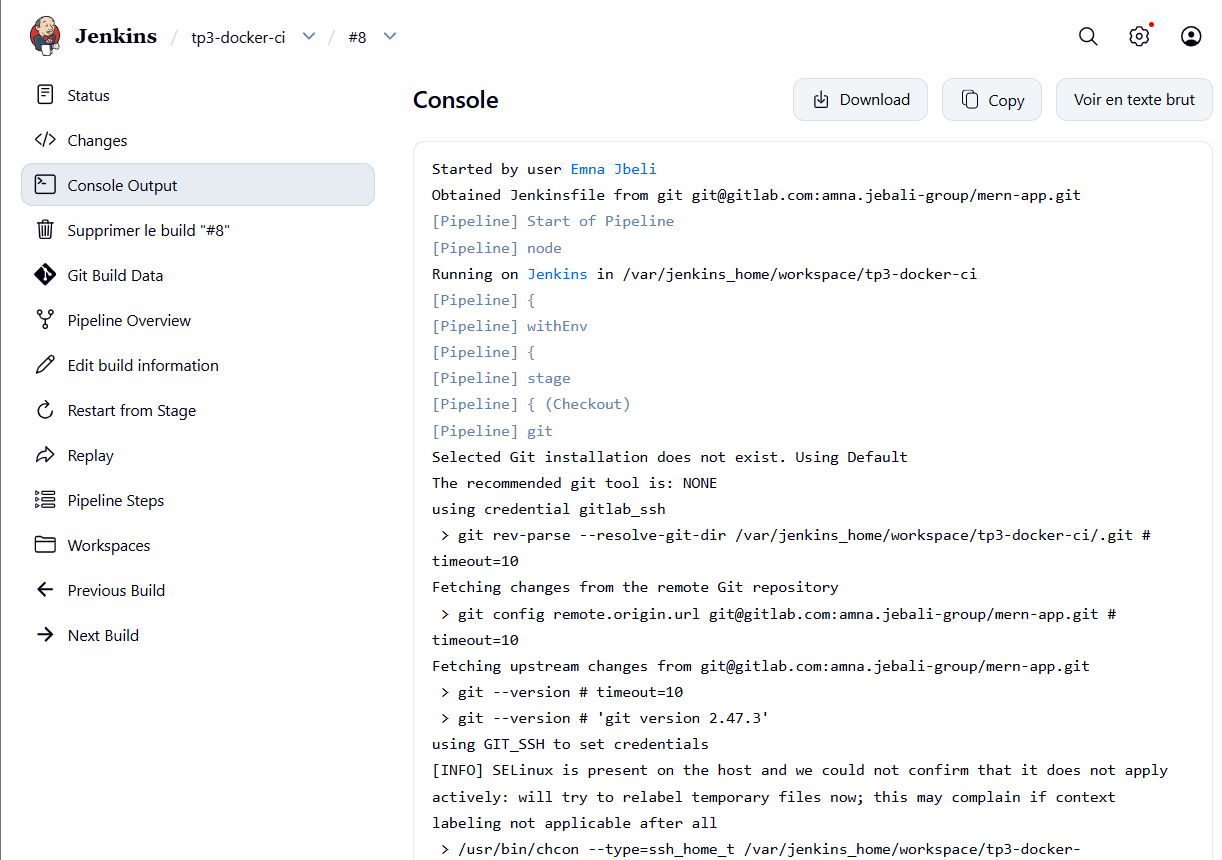 Jenkins / tp3-docker-ci / #8
Status
Changes
Console Output
Supprimer le build "#8"
Git Build Data
Pipeline Overview
Edit build information
Restart from Stage
Replay
Pipeline Steps
Workspaces
Previous Build
Next Build
Console
Download
Copy
Voir en texte brut
Started by user Emna Jbeli
Obtained Jenkinsfile from git git@gitlab.com:amna.jebali-group/mern-app.git
[Pipeline] Start of Pipeline
[Pipeline] node
Running on Jenkins in /var/jenkins_home/workspace/tp3-docker-ci
[Pipeline] {
[Pipeline] withEnv
[Pipeline] {
[Pipeline] stage
[Pipeline] { (Checkout)
[Pipeline] git
Selected Git installation does not exist. Using Default
The recommended git tool is: NONE
using credential gitlab_ssh
> git rev-parse --resolve-git-dir /var/jenkins_home/workspace/tp3-docker-ci/.git #
timeout=10
Fetching changes from the remote Git repository
> git config remote.origin.url git@gitlab.com:amna.jebali-group/mern-app.git #
timeout=10
Fetching upstream changes from git@gitlab.com:amna.jebali-group/mern-app.git
> git --version # timeout=10
> git --version # 'git version 2.47.3'
using GIT_SSH to set credentials
[INFO] SELinux is present on the host and we could not confirm that it does not apply
actively: will try to relabel temporary files now; this may complain if context
labeling not applicable after all
> /usr/bin/chcon --type=ssh_home_t /var/jenkins_home/workspace/tp3-docker-